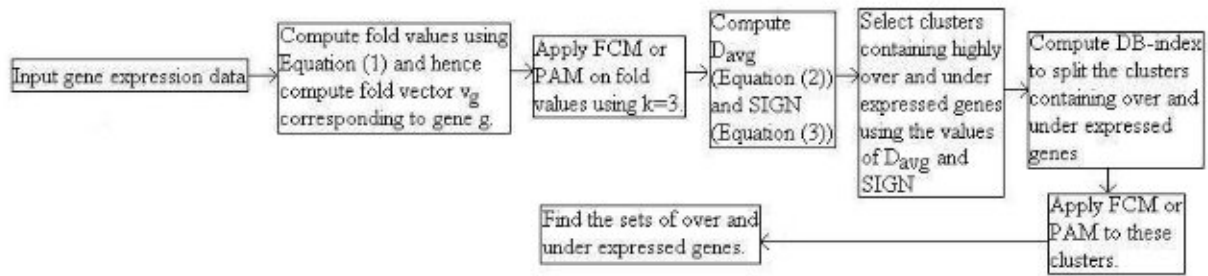 Input gene expression data
Compute fold values using
Equation (1) and hence
compute fold vector vg
corresponding to gene g.
Apply FCM or
PAM on fold
values using k=3.
Compute
Davg
(Equation (2))
and SIGN
(Equation (3))
Select clusters
containing highly
over and under
expressed genes
using the values
of Davg and
SIGN
Compute DB-index
to split the clusters
containing over and
under expressed
genes
Apply FCM or
PAM to these
clusters.
Find the sets of over and
under expressed genes.